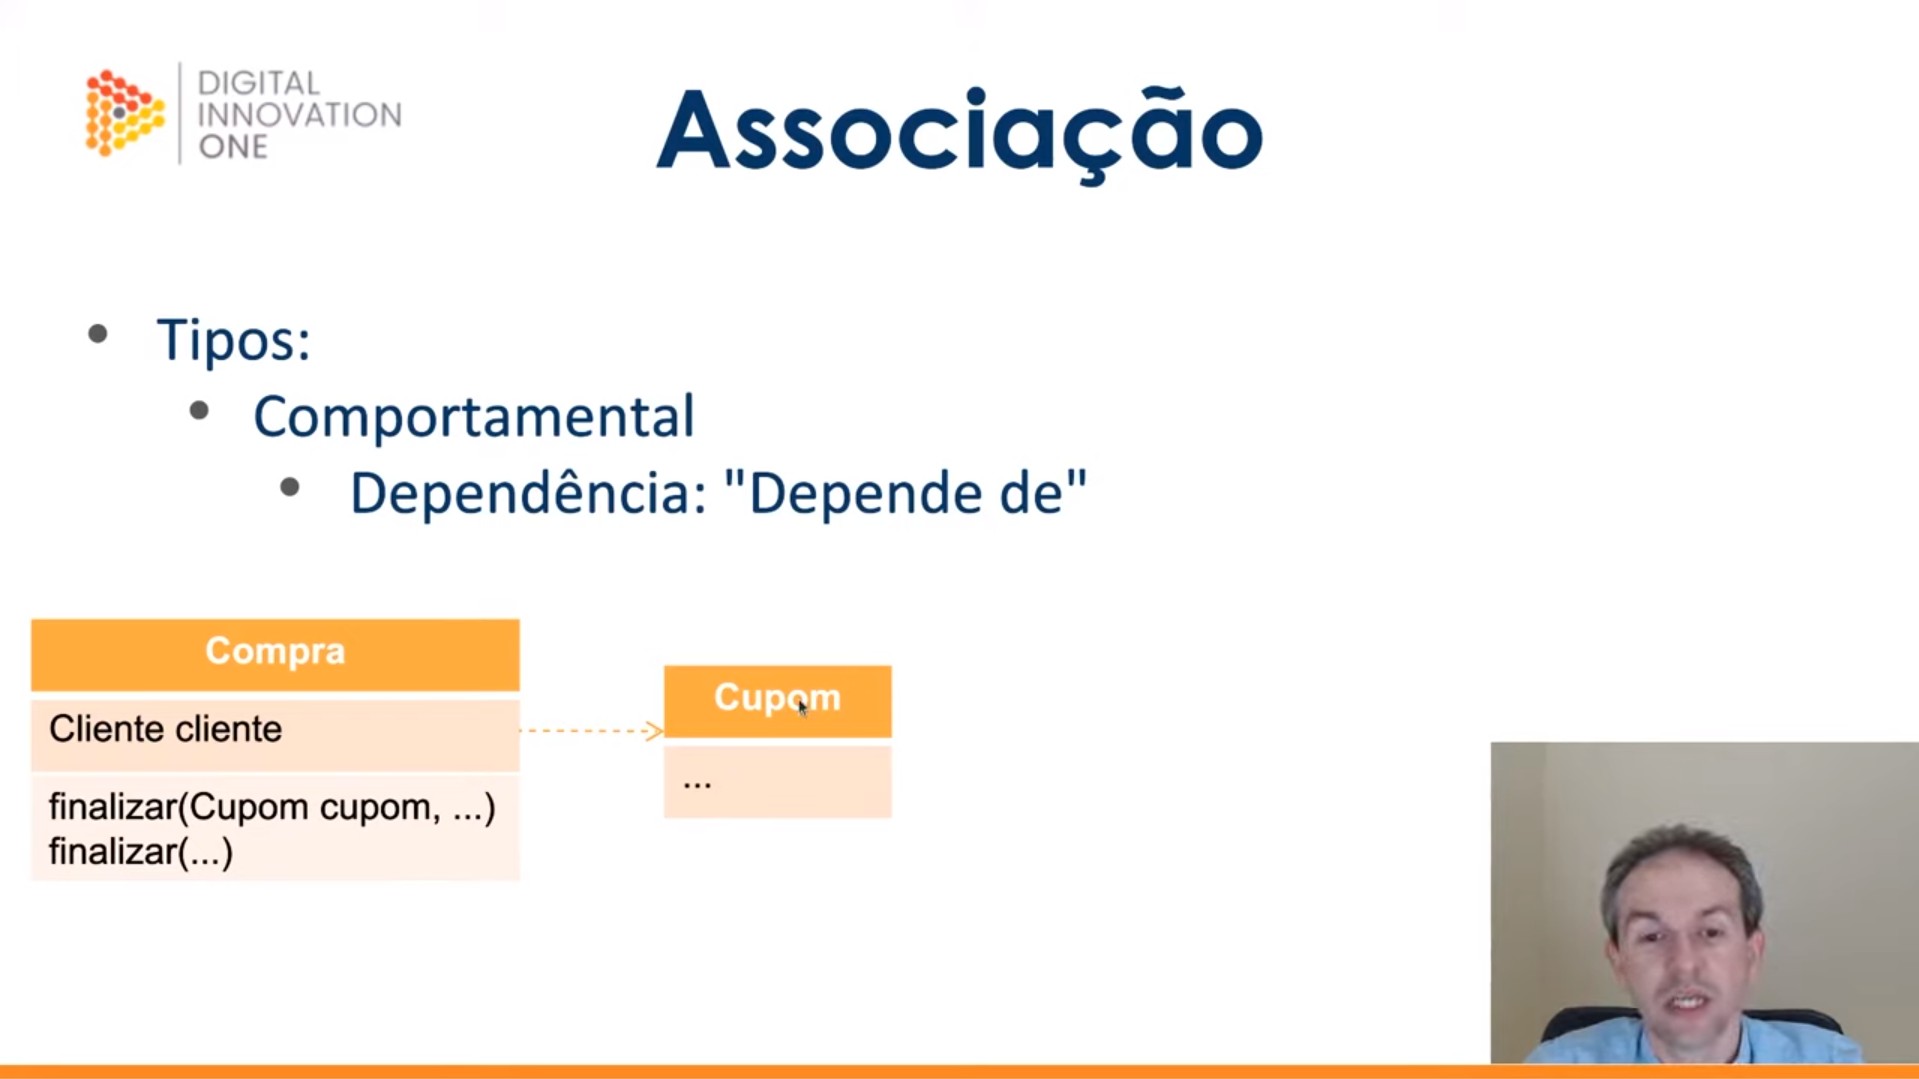 DIGITAL
INNOVATION
ONE
Associação
Tipos:
Comportamental
Dependência: "Depende de"
Compra
Cliente cliente
finalizar(Cupom cupom, ...)
finalizar(...)
Cupom
...